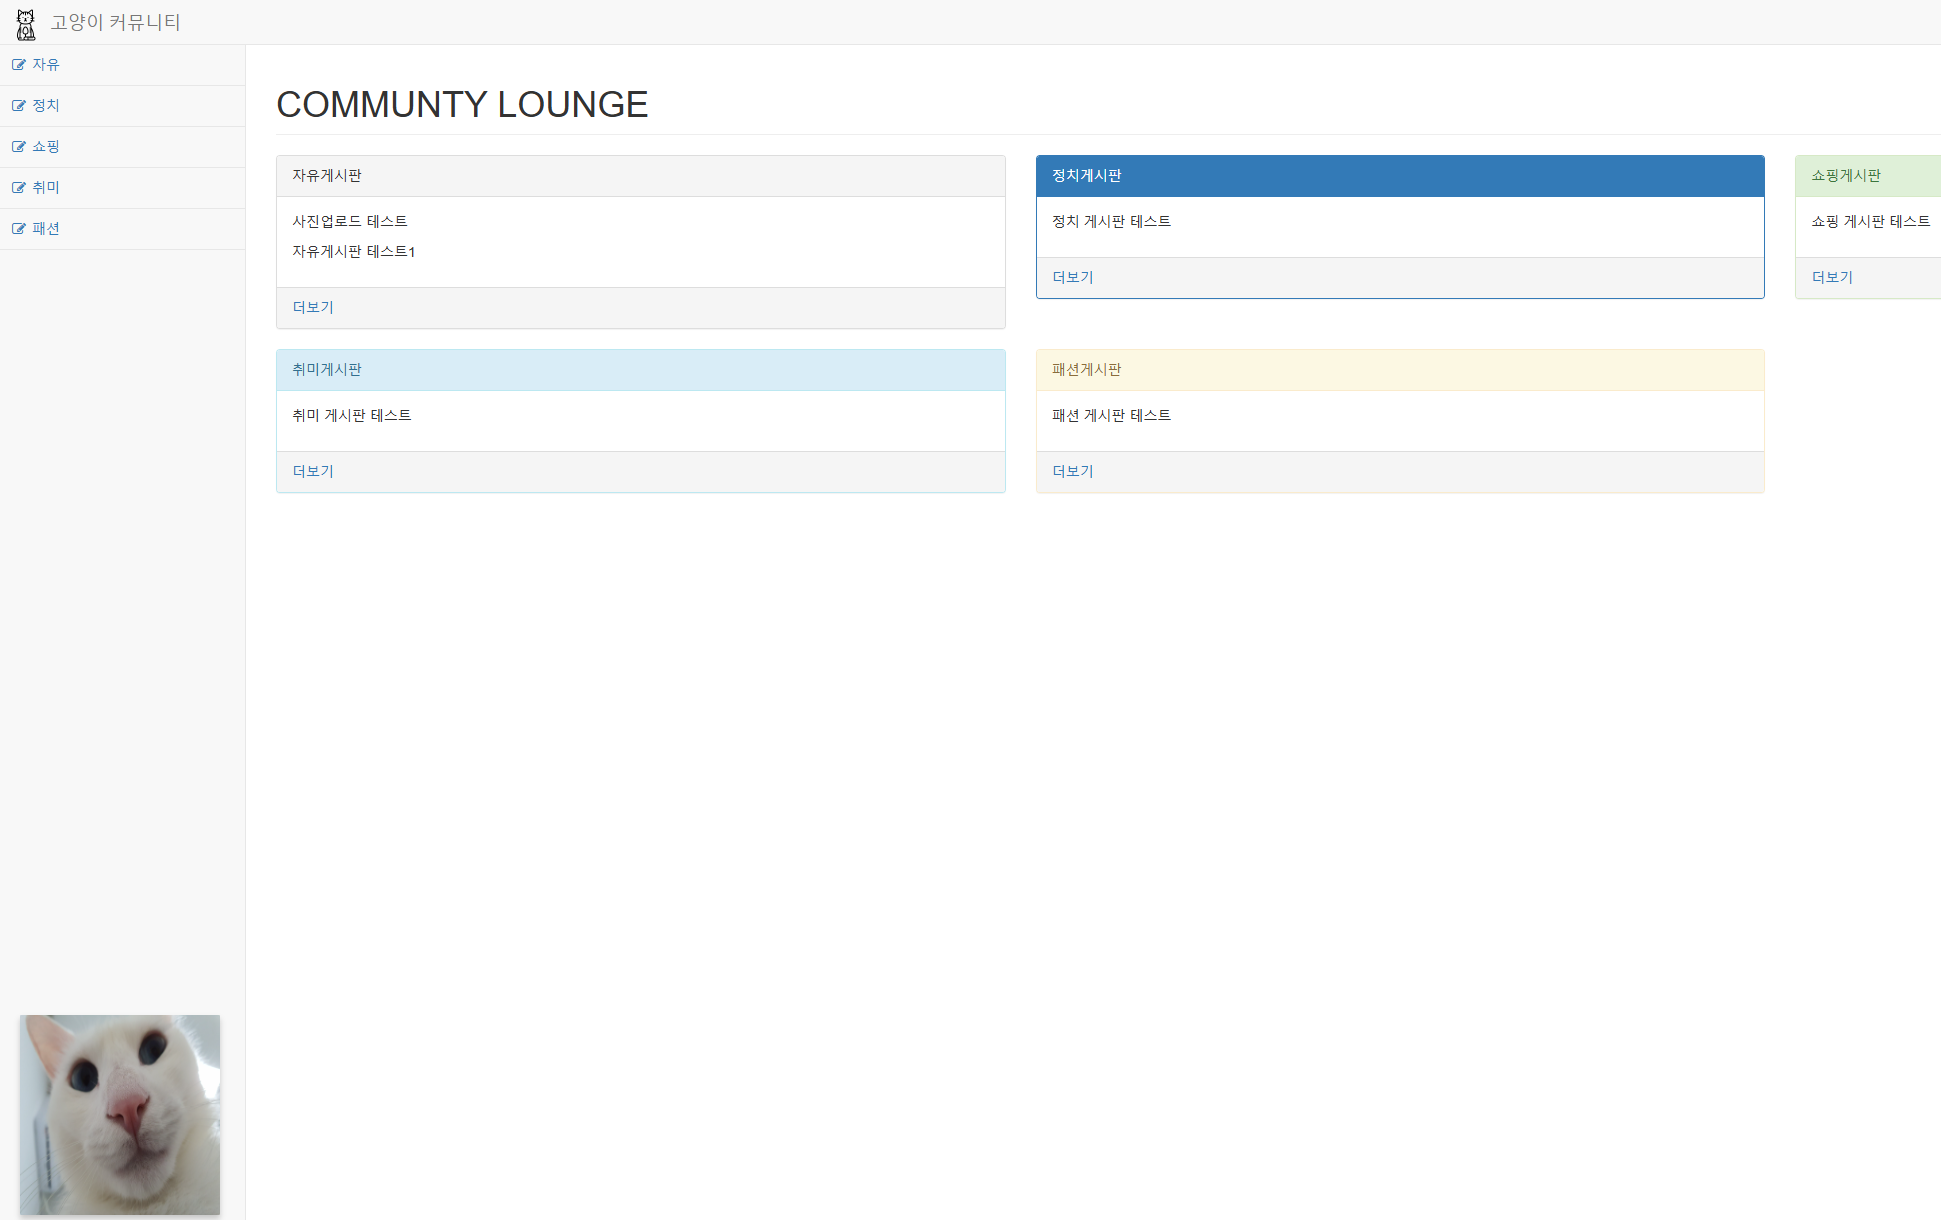 고양이 커뮤니티
자유
정치
쇼핑
취미
패션
COMMUNTY LOUNGE
자유게시판
사진업로드 테스트
자유게시판 테스트1
더보기
정치게시판
정치 게시판 테스트
더보기
쇼핑게시판
쇼핑 게시판 테스트
더보기
취미게시판
취미 게시판 테스트
더보기
패션게시판
패션 게시판 테스트
더보기